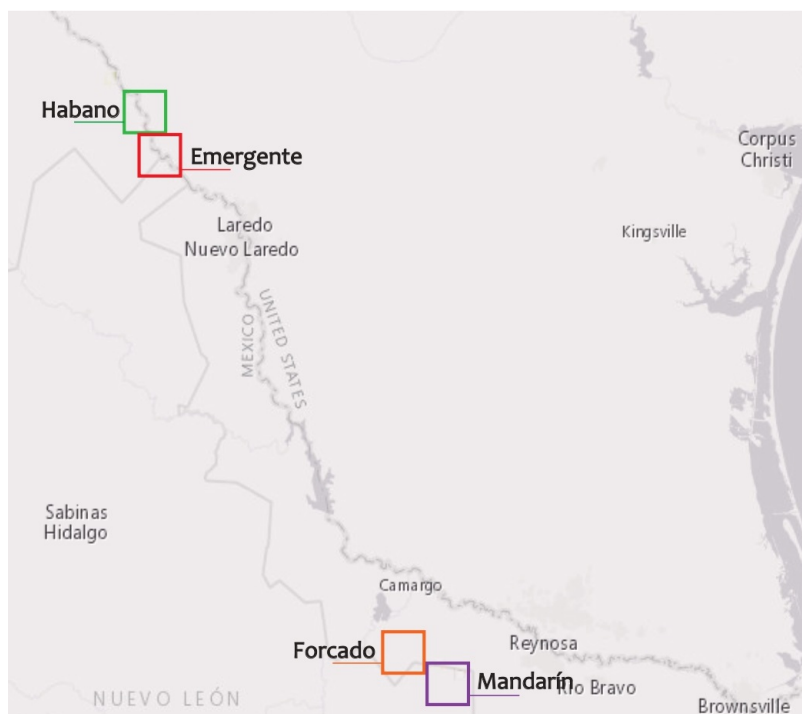 Habano
Emergente
Corpus
Christi
Laredo
Nuevo Laredo
Kingsville
MEXICO
UNITED STATES
Sabinas
Hidalgo
Camargo
Forcado
Reynosa
Mandarín
Río Bravo
NUEVO LEÓN
Brownsville